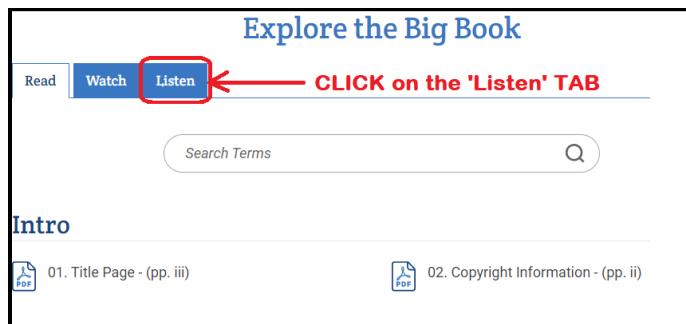 Explore the Big Book
Read Watch Listen CLICK on the 'Listen' TAB
Search Terms
Intro
PDF 01. Title Page - (pp. iii) PDF 02. Copyright Information - (pp. ii)